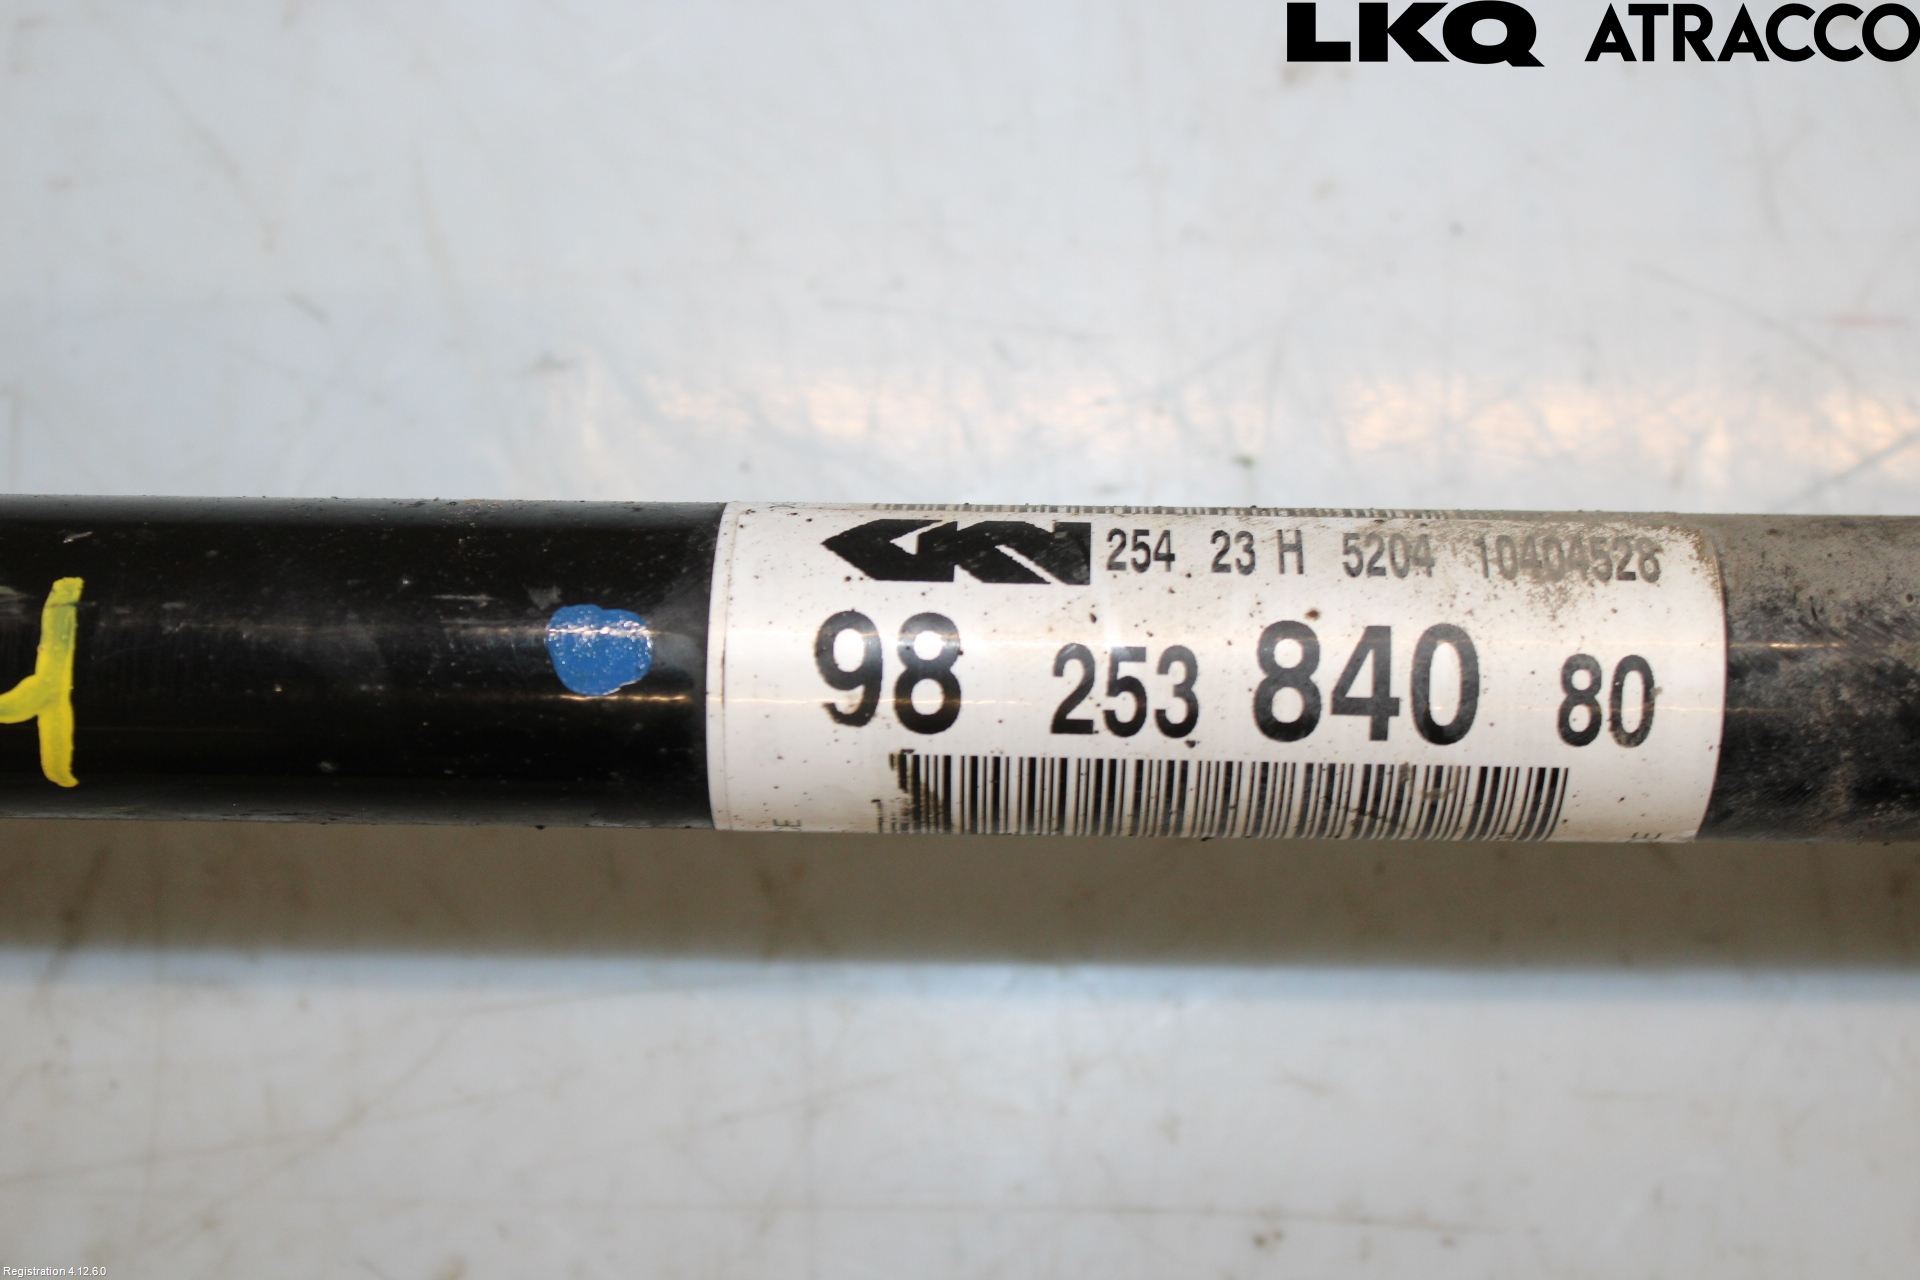 LKQ ATRACCO
GKN 254 23 H 5204 10404528
98 253 840 80
Registration 4.12.6.0